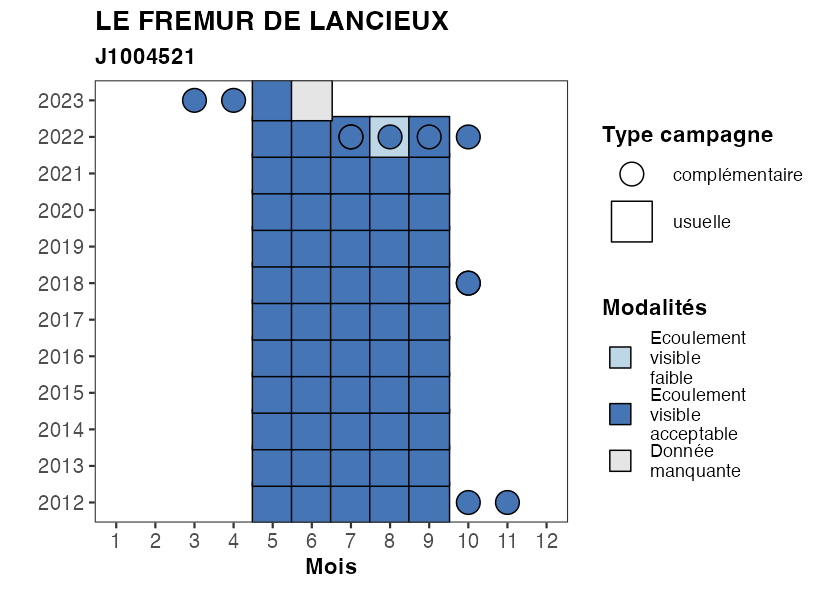 LE FREMUR DE LANCIEUX
J1004521
2023
2022
2021
2020
2019
2018
2017
2016
2015
2014
2013
2012
1 2 3 4 5 6 7 8 9 10 11 12
Mois
Type campagne
complémentaire
usuelle
Modalités
Ecoulement
visible
faible
Ecoulement
visible
acceptable
Donnée
manquante